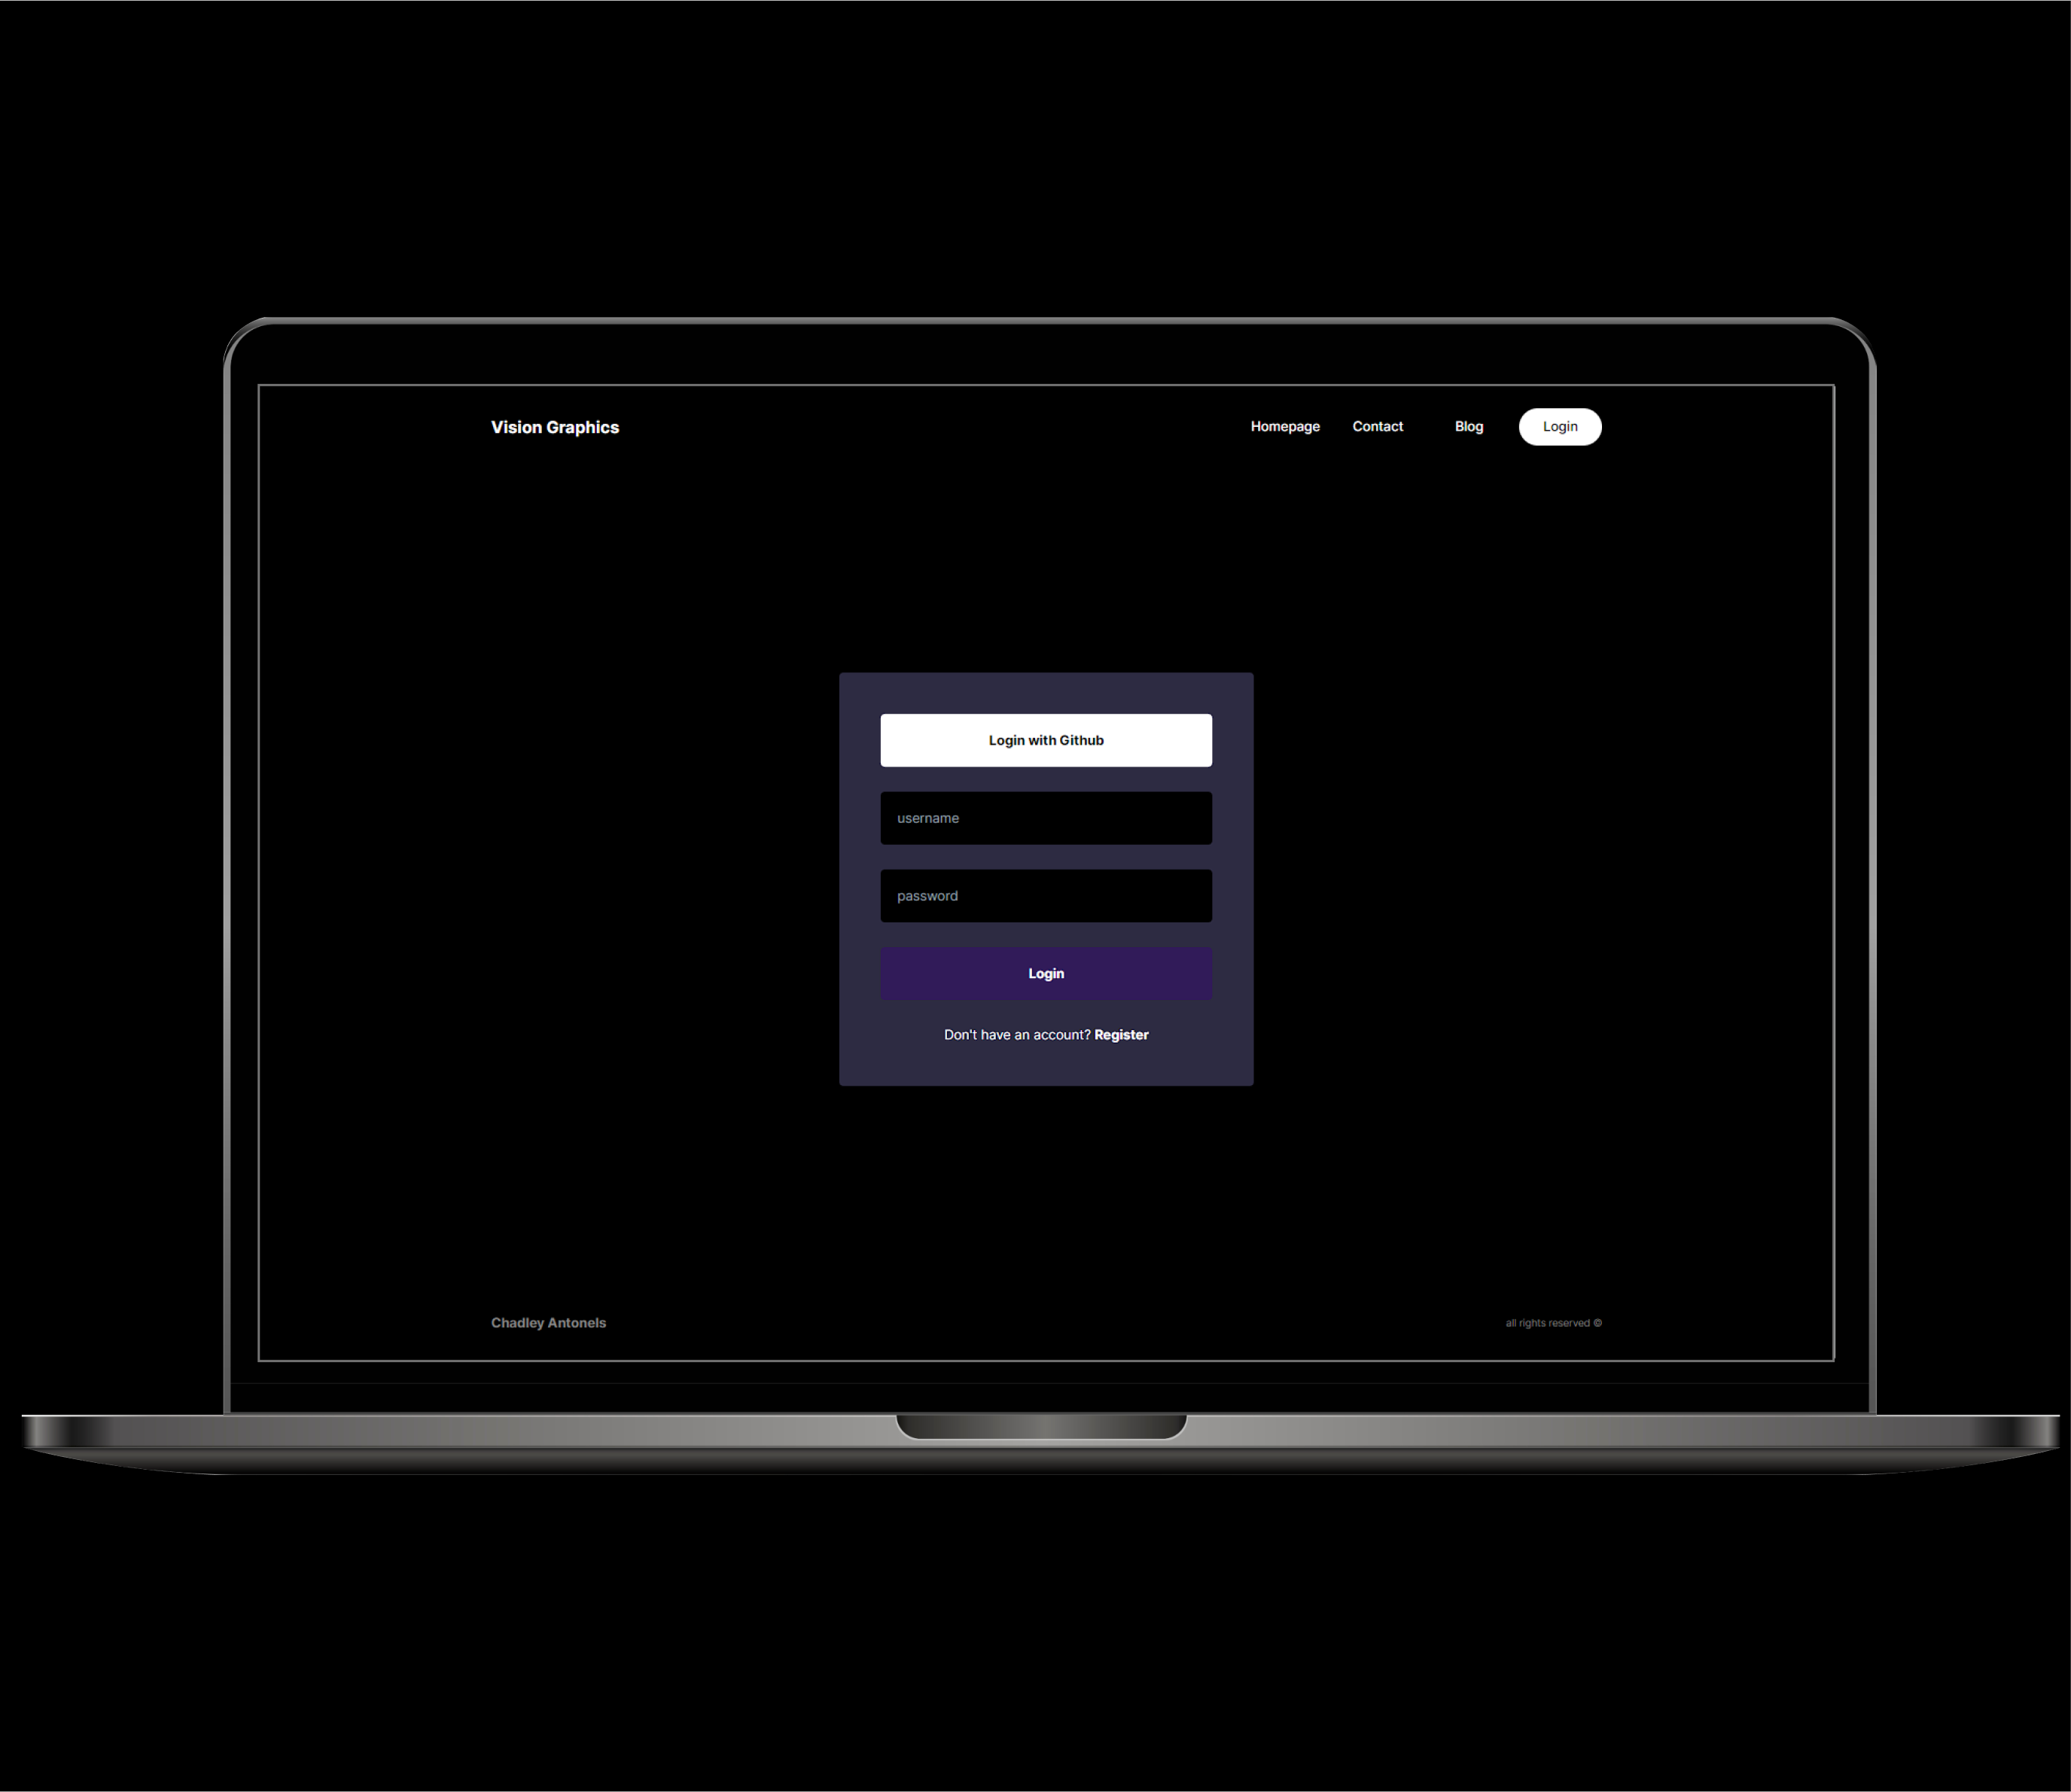 Vision Graphics Homepage Contact Blog Login
Login with Github
username
password
Login
Don't have an account? Register
Chadley Antonels all rights reserved ©